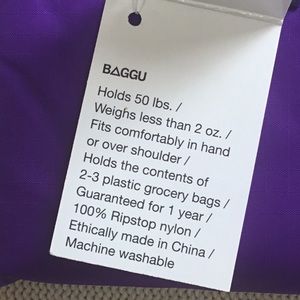 BAGGU
Holds 50 lbs. /
Weighs less than 2 oz. /
Fits comfortably in hand
or over shoulder /
Holds the contents of
2-3 plastic grocery bags /
Guaranteed for 1 year /
100% Ripstop nylon /
Ethically made in China /
Machine washable